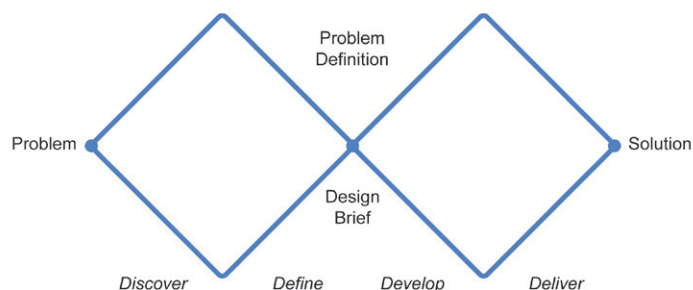 Problem
Definition
Problem
Solution
Design
Brief
Discover
Define
Develop
Deliver